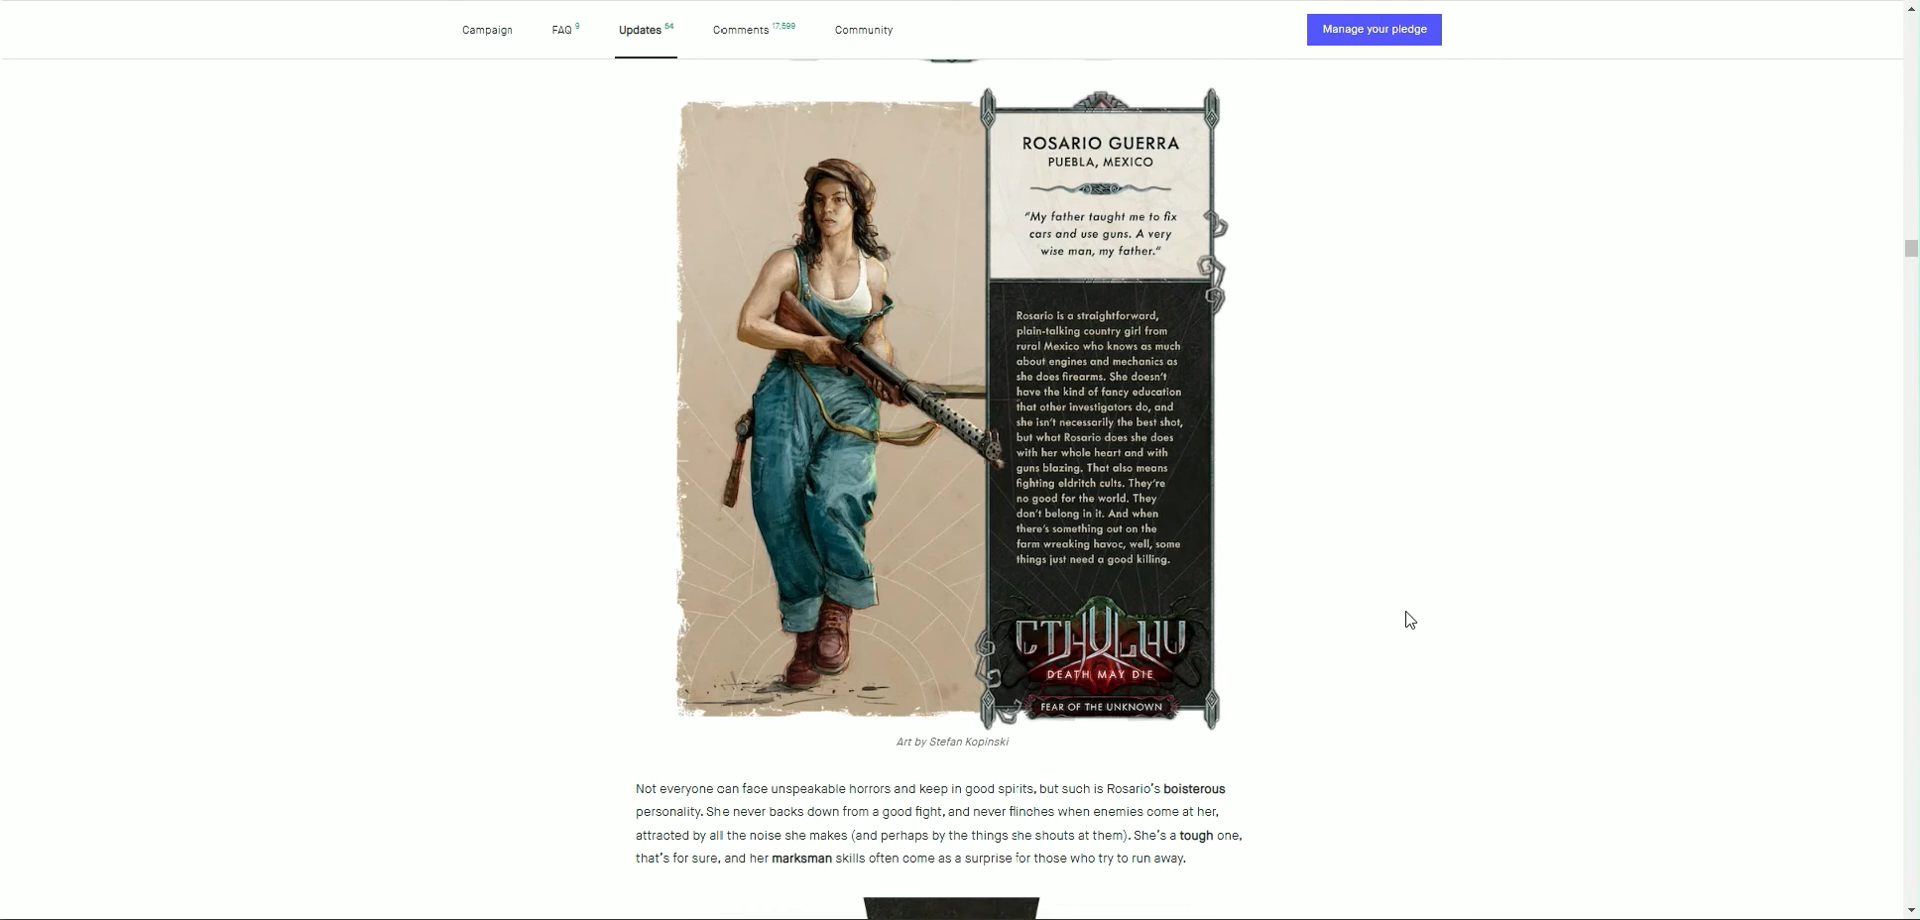 Campaign
FAQ 9
Updates 54
Comments 17,599
Community
Manage your pledge
ROSARIO GUERRA
PUEBLA, MEXICO
“My father taught me to fix
cars and use guns. A very
wise man, my father.“
Rosario is a straightforward,
plain-talking country girl from
rural Mexico who knows as much
about engines and mechanics as
she does firearms. She doesn't
have the kind of fancy education
that other investigators do, and
she isn't necessarily the best shot,
but what Rosario does she does
with her whole heart and with
guns blazing. That also means
fighting eldritch cults. They're
no good for the world. They
don't belong in it. And when
there's something out on the
farm wreaking havoc, well, some
things just need a good killing.
CTHULHU
DEATH MAY DIE
FEAR OF THE UNKNOWN
Art by Stefan Kopinski
Not everyone can face unspeakable horrors and keep in good spirits, but such is Rosario's boisterous
personality. She never backs down from a good fight, and never flinches when enemies come at her,
attracted by all the noise she makes (and perhaps by the things she shouts at them). She's a tough one,
that's for sure, and her marksman skills often come as a surprise for those who try to run away.